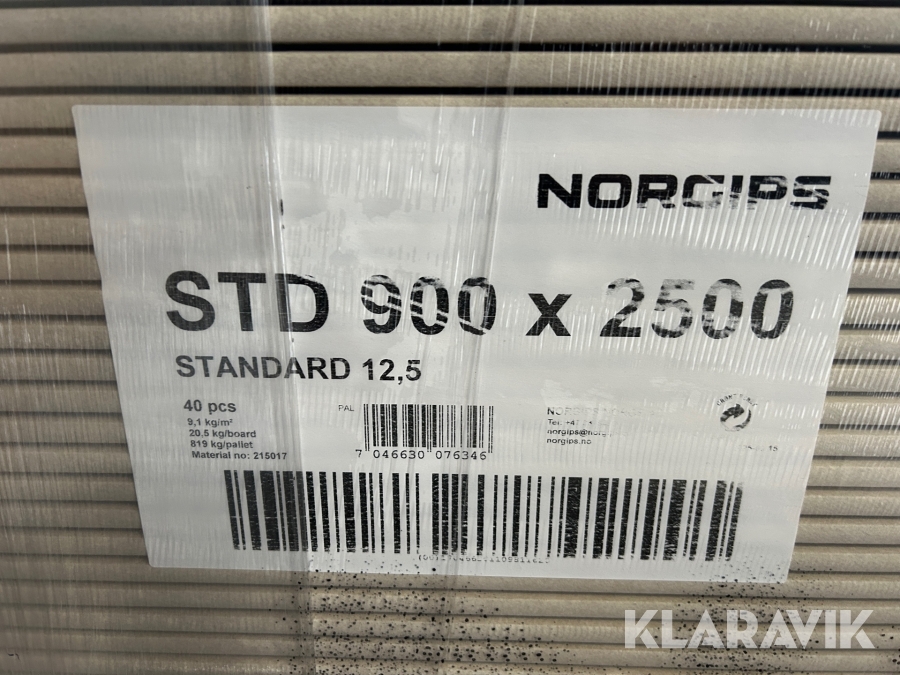 NORGIPS
STD 900 x 2500
STANDARD 12,5
40 pcs
9,1 kg/m²
20,5 kg/board
819 kg/pallet
Material no: 215017
PAL
7 046630 076346
NORGIPS
Tel:
norgips.no
KLARAVIK